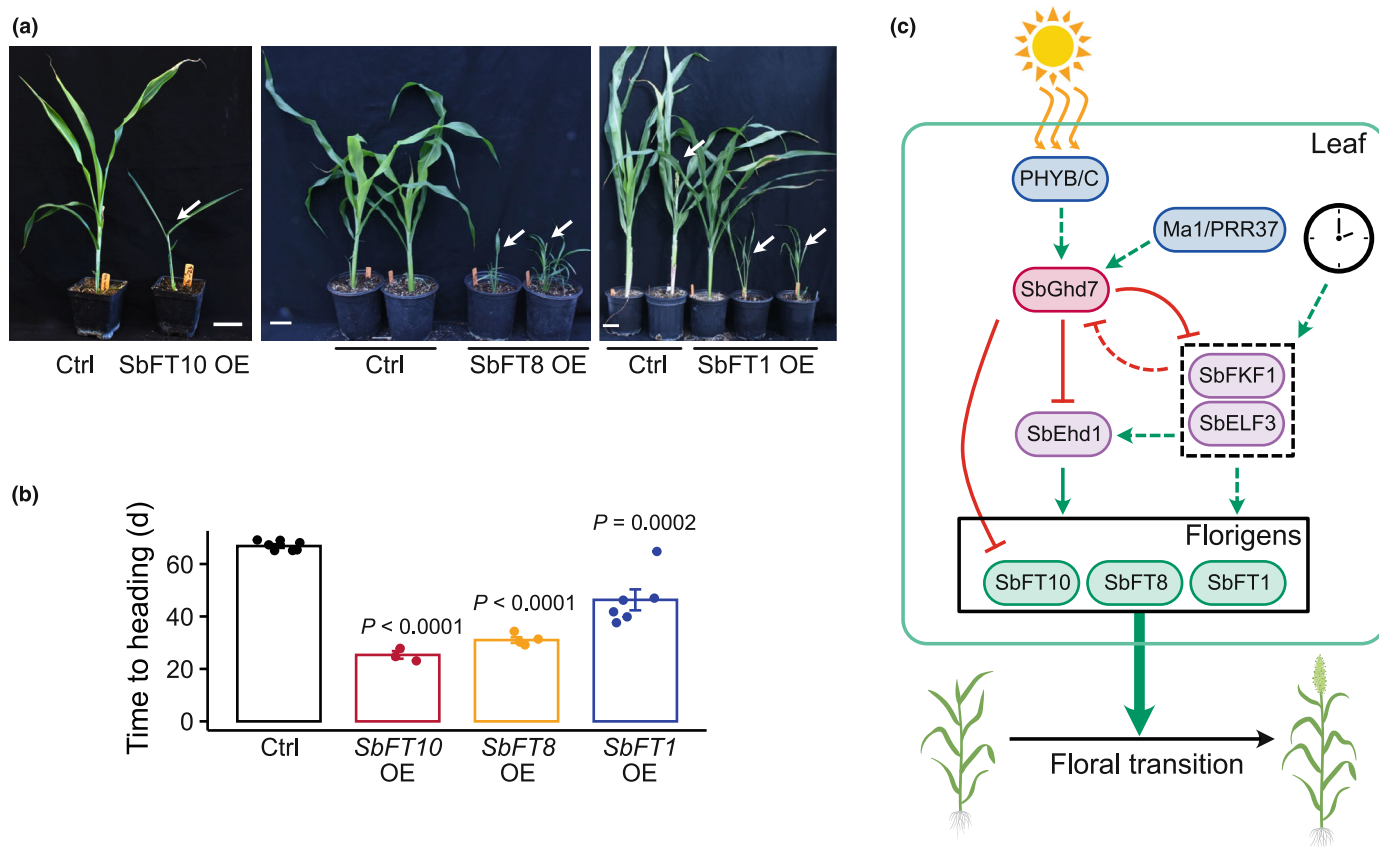 (a)
Ctrl SbFT10 OE
Ctrl SbFT8 OE
Ctrl SbFT1 OE
(b)
Time to heading (d)
60
40
20
0
P < 0.0001
P < 0.0001
P = 0.0002
Ctrl
SbFT10
OE
SbFT8
OE
SbFT1
OE
(c)
Leaf
PHYB/C
Ma1/PRR37
SbGhd7
SbFKF1
SbELF3
SbEhd1
Florigens
SbFT10
SbFT8
SbFT1
Floral transition